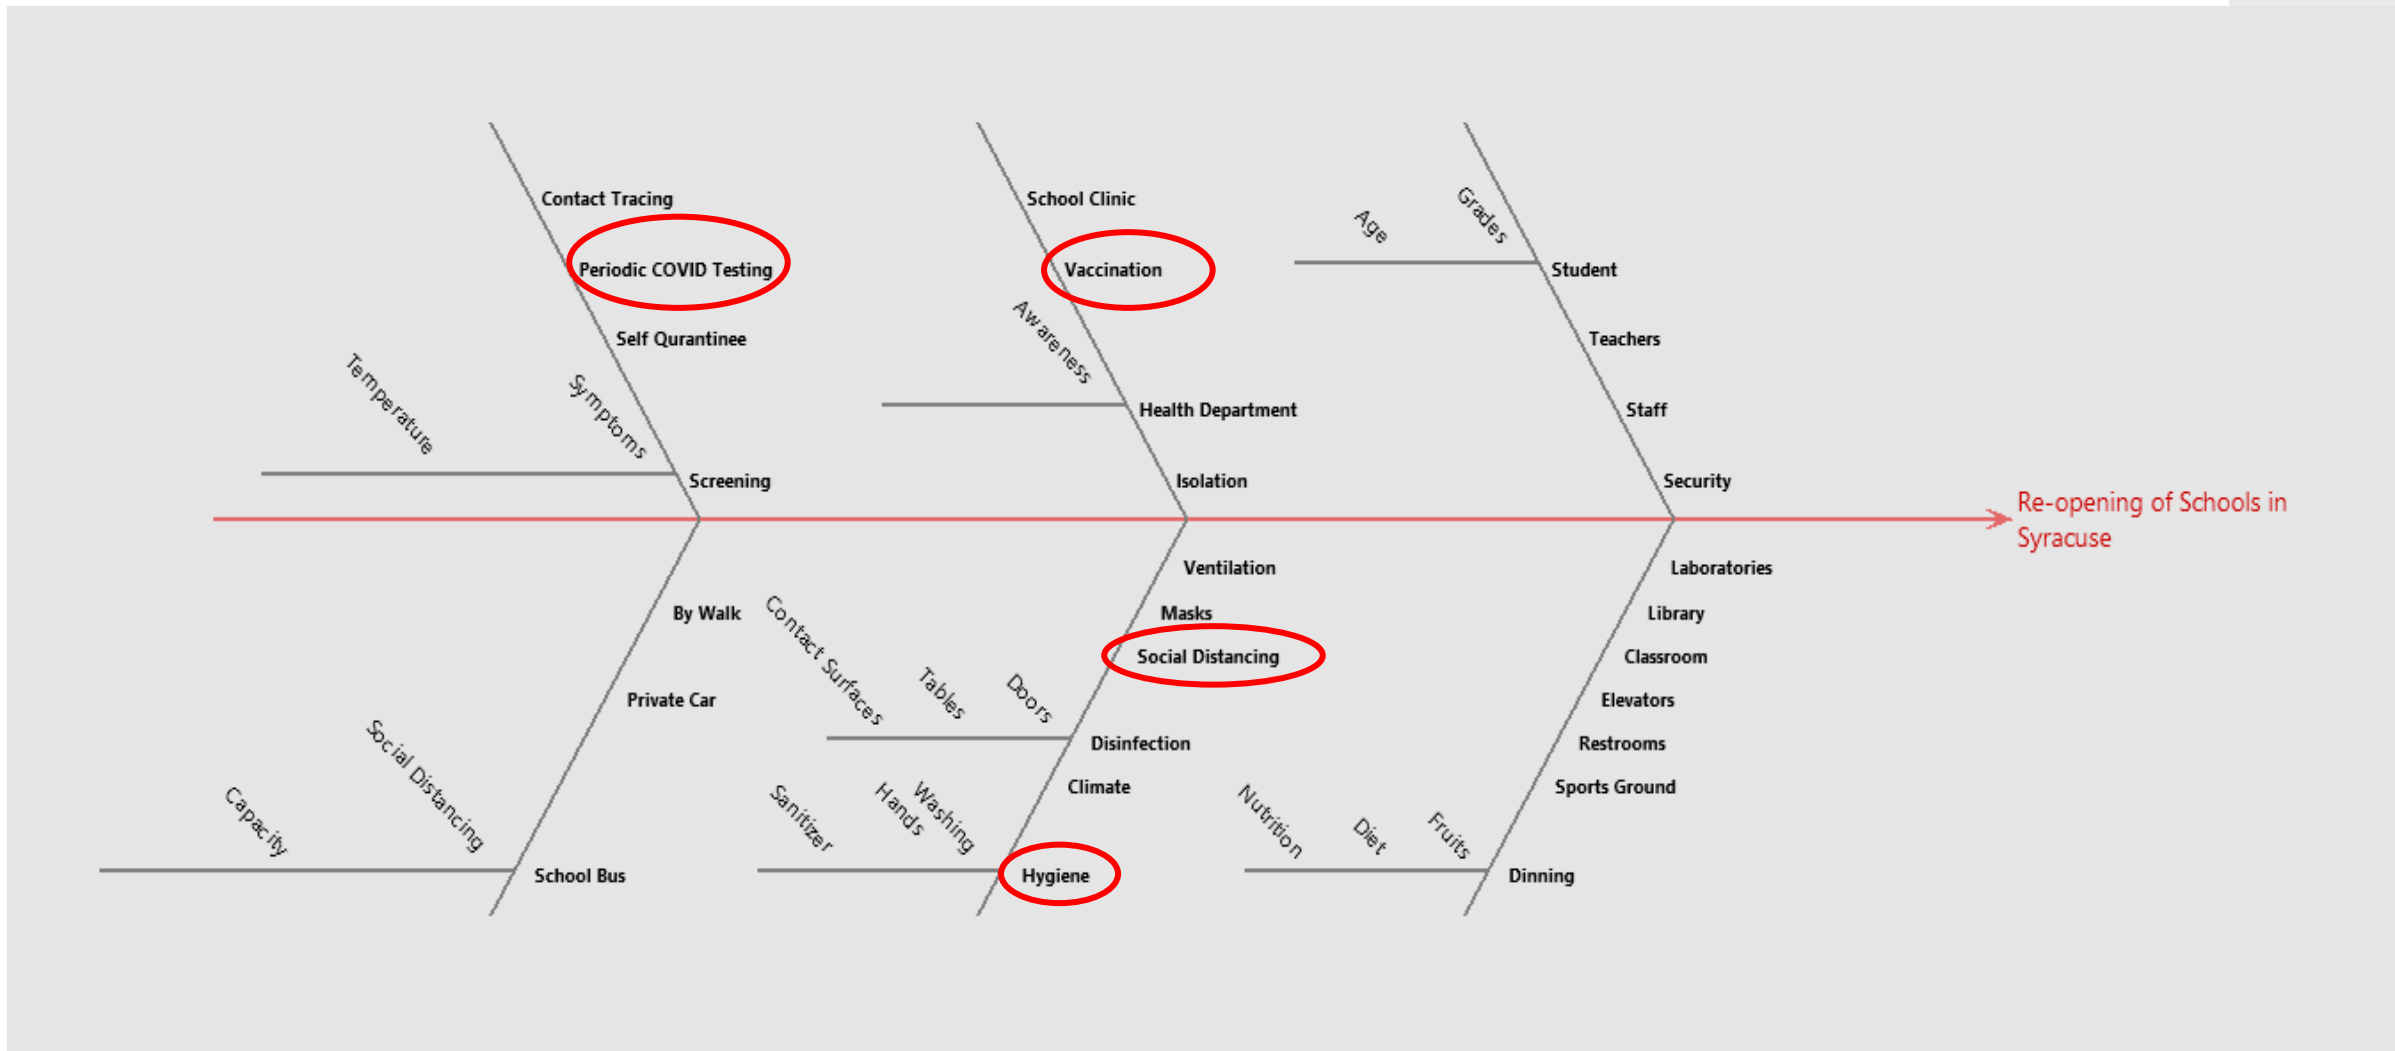 Contact Tracing
Periodic COVID Testing
Self Qurantinee
Temperature
Symptoms
Screening
School Clinic
Vaccination
Awareness
Health Department
Isolation
Age
Grades
Student
Teachers
Staff
Security
Re-opening of Schools in
Syracuse
By Walk
Private Car
Capacity
Social Distancing
School Bus
Ventilation
Masks
Social Distancing
Contact Surfaces
Tables
Doors
Disinfection
Climate
Sanitizer
Washing
Hands
Hygiene
Laboratories
Library
Classroom
Elevators
Restrooms
Sports Ground
Nutrition
Diet
Fruits
Dinning